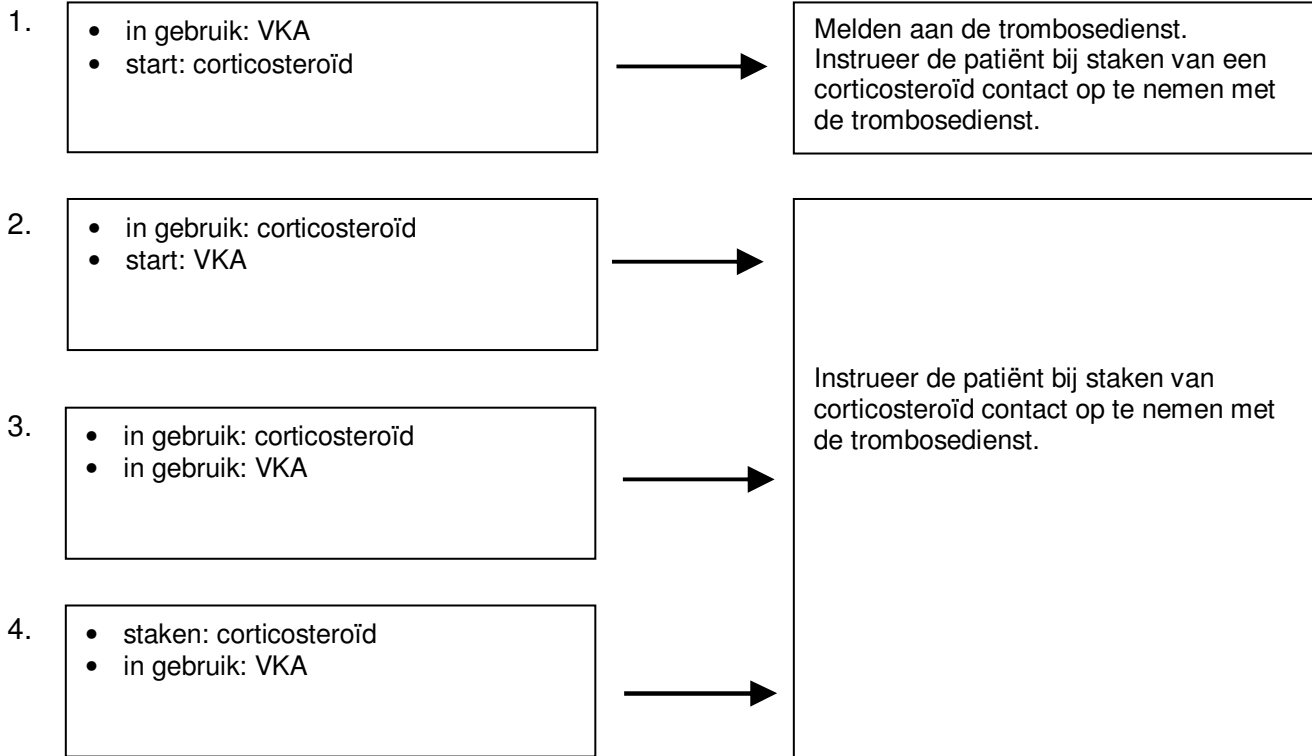 1.
• in gebruik: VKA
• start: corticosteroïd
Melden aan de trombosedienst.
Instrueer de patiënt bij staken van een
corticosteroïd contact op te nemen met
de trombosedienst.
2.
• in gebruik: corticosteroïd
• start: VKA
3.
• in gebruik: corticosteroïd
• in gebruik: VKA
4.
• staken: corticosteroïd
• in gebruik: VKA
Instrueer de patiënt bij staken van
corticosteroïd contact op te nemen met
de trombosedienst.